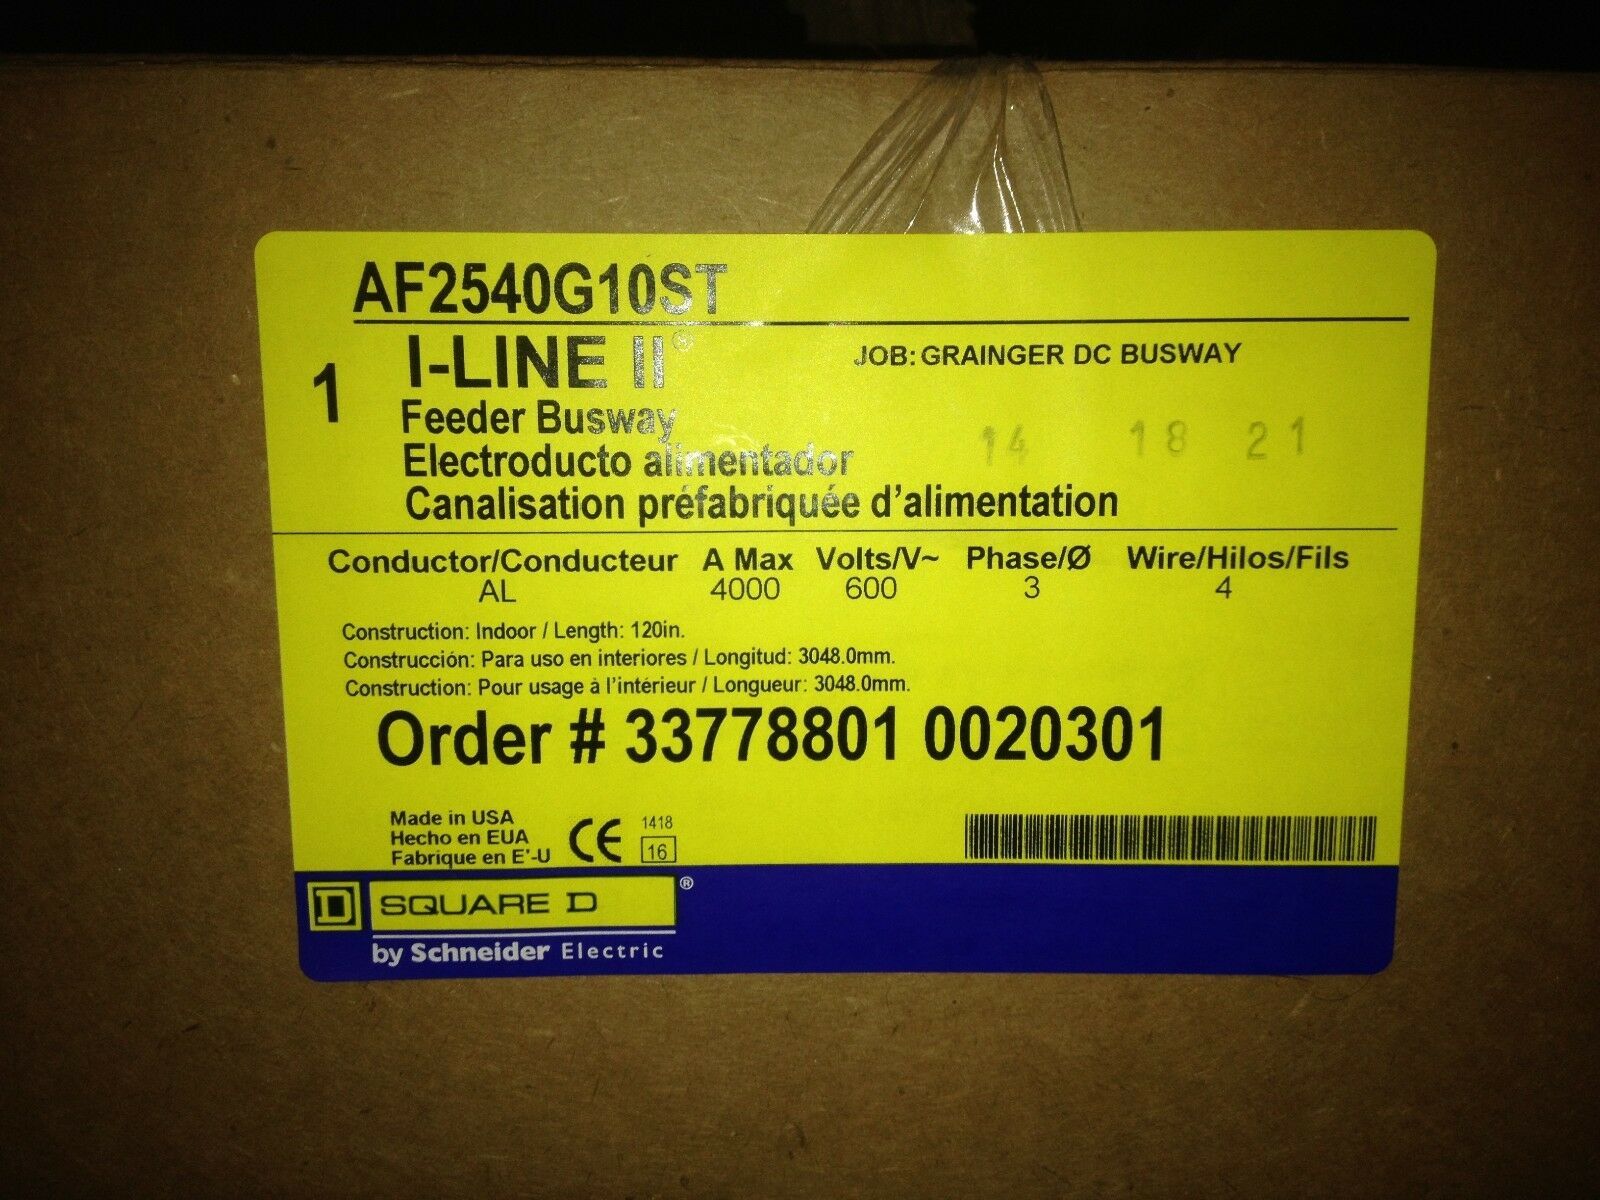 AF2540G10ST
1
I-LINE II®
JOB: GRAINGER DC BUSWAY
Feeder Busway
14 18 21
Electroducto alimentador
Canalisation préfabriquée d'alimentation
Conductor/Conducteur A Max Volts/V~ Phase/Ø Wire/Hilos/Fils
AL 4000 600 3 4
Construction: Indoor / Length: 120in.
Construcción: Para uso en interiores / Longitud: 3048.0mm.
Construction: Pour usage à l'intérieur / Longueur: 3048.0mm.
Order # 33778801 0020301
Made in USA
Hecho en EUA
Fabrique en E'-U
CE
1418
16
D SQUARE D ®
by Schneider Electric